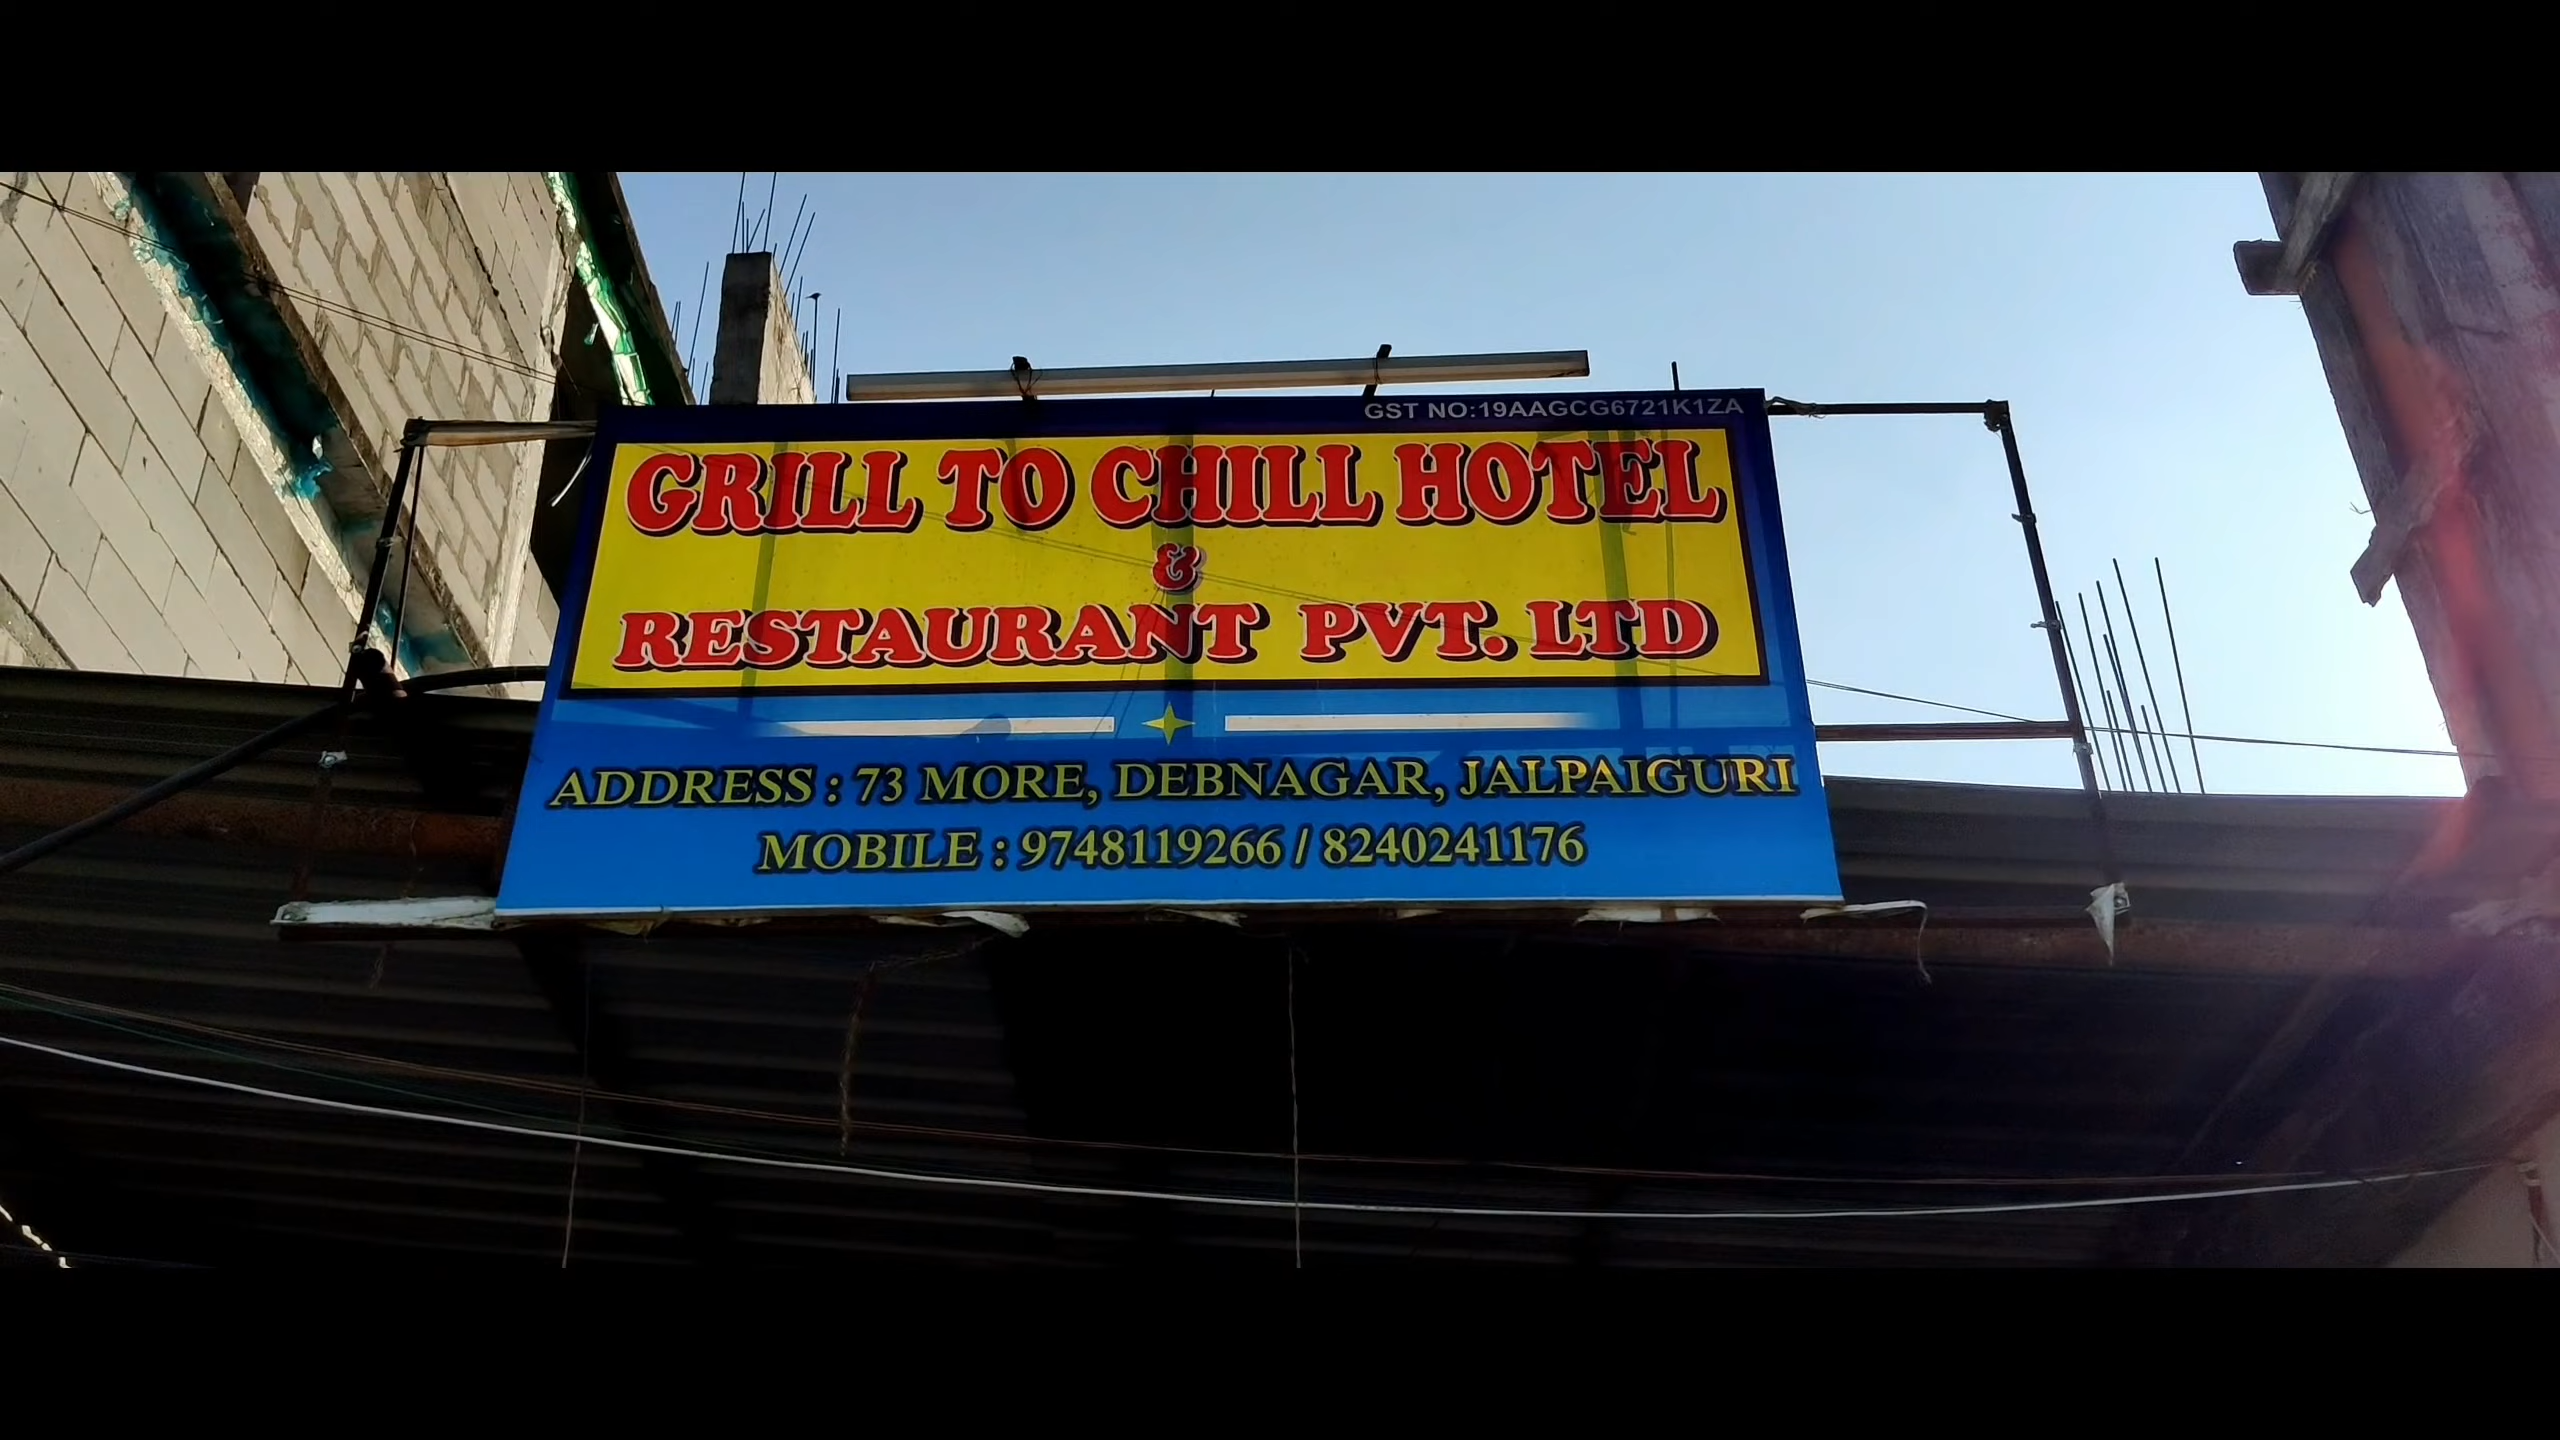 GST NO:19AAGCG6721K1ZA
GRILL TO CHILL HOTEL
&
RESTAURANT PVT. LTD
ADDRESS : 73 MORE, DEBNAGAR, JALPAIGURI
MOBILE : 9748119266 / 8240241176